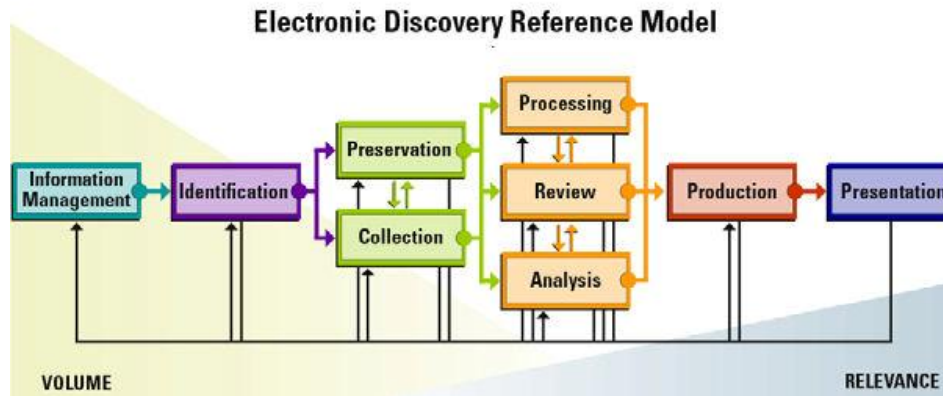 Electronic Discovery Reference Model
Processing
Preservation
Information
Management
Identification
Review
Production
Presentation
Collection
Analysis
VOLUME
RELEVANCE